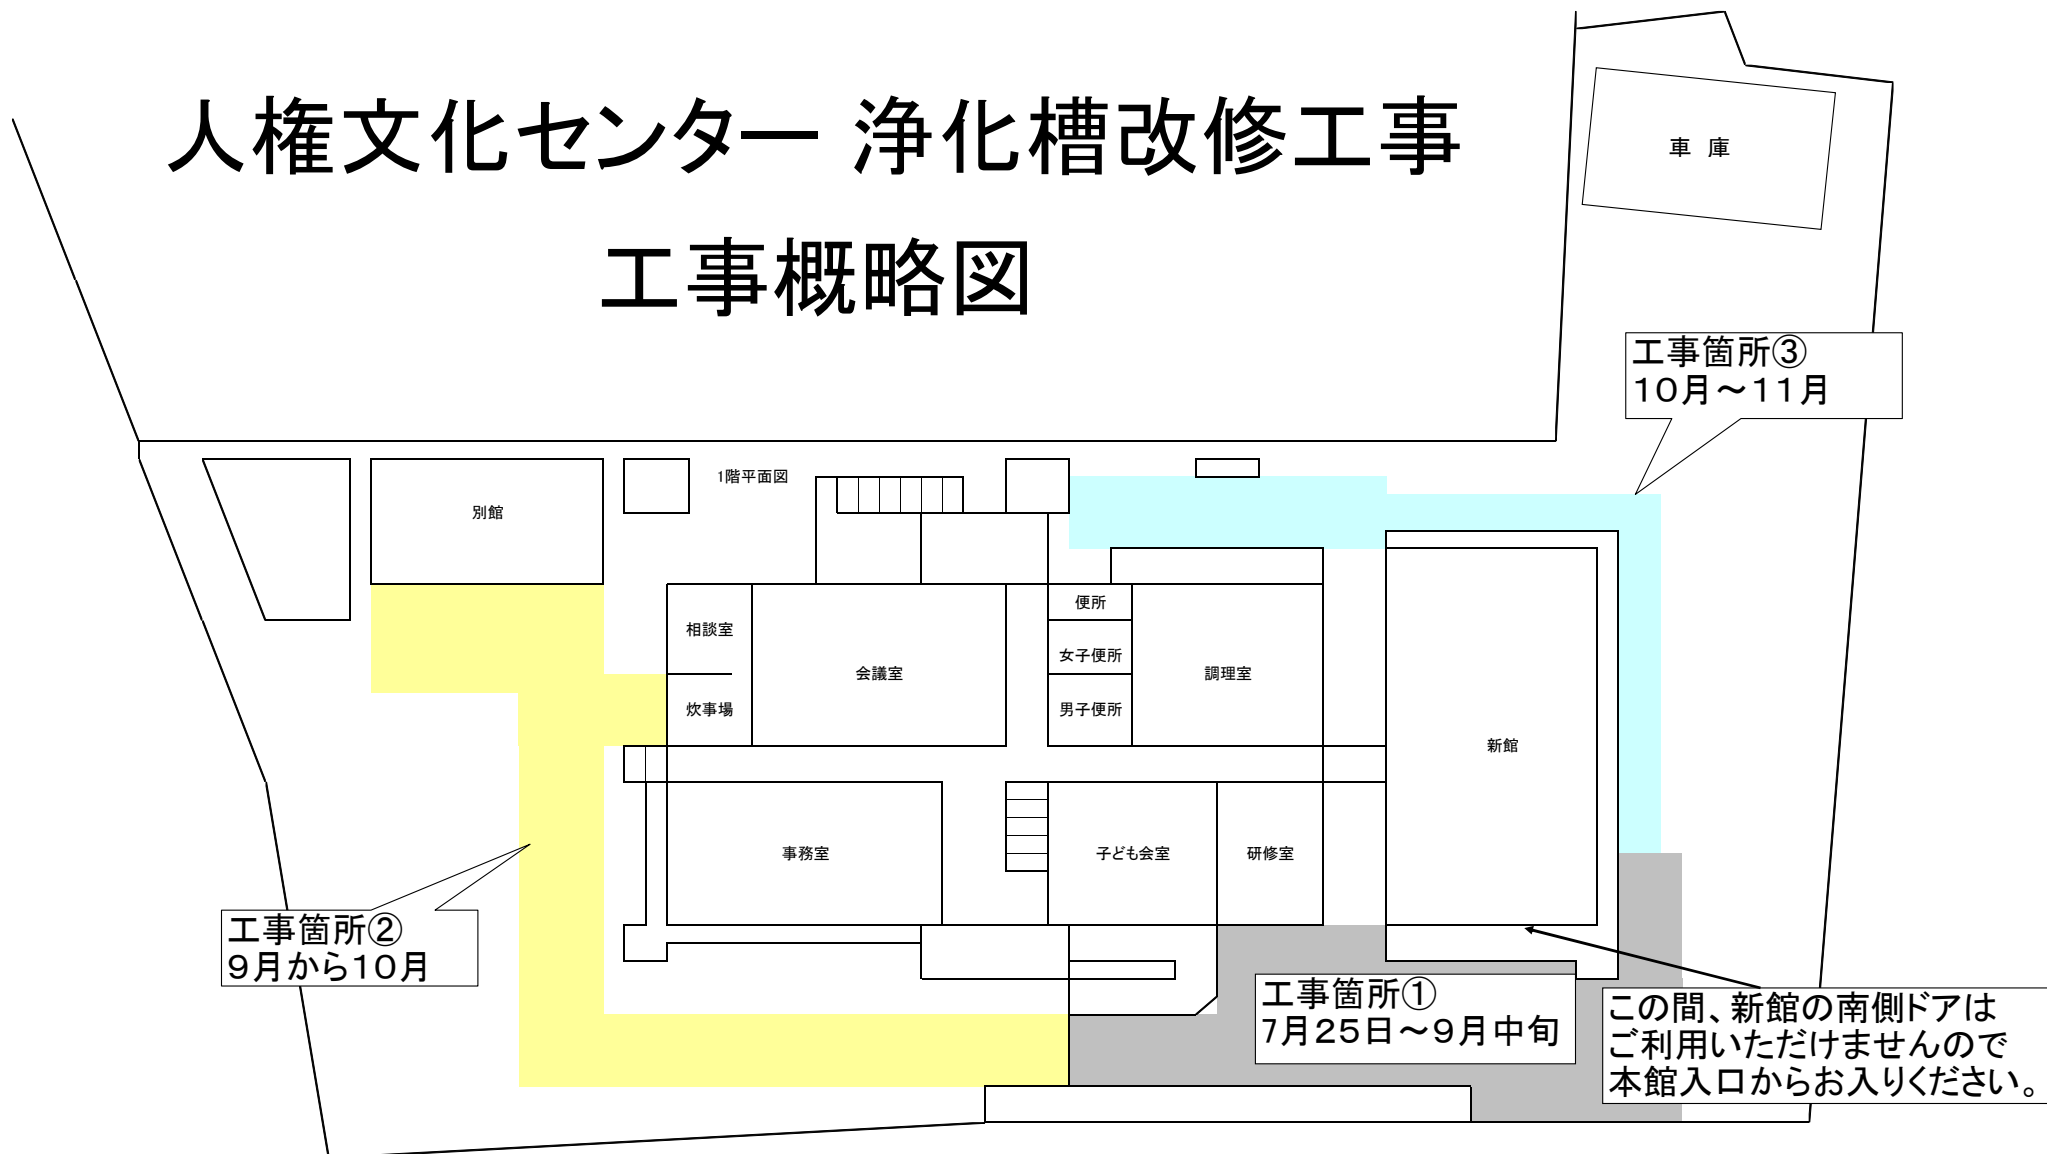 人権文化センター 浄化槽改修工事
工事概略図
車 庫
工事箇所③
10月～11月
1階平面図
別館
便所
相談室
女子便所
会議室
調理室
炊事場
男子便所
新館
事務室
子ども会室
研修室
工事箇所②
9月から10月
工事箇所①
7月25日～9月中旬
この間、新館の南側ドアは
ご利用いただけませんので
本館入口からお入りください。